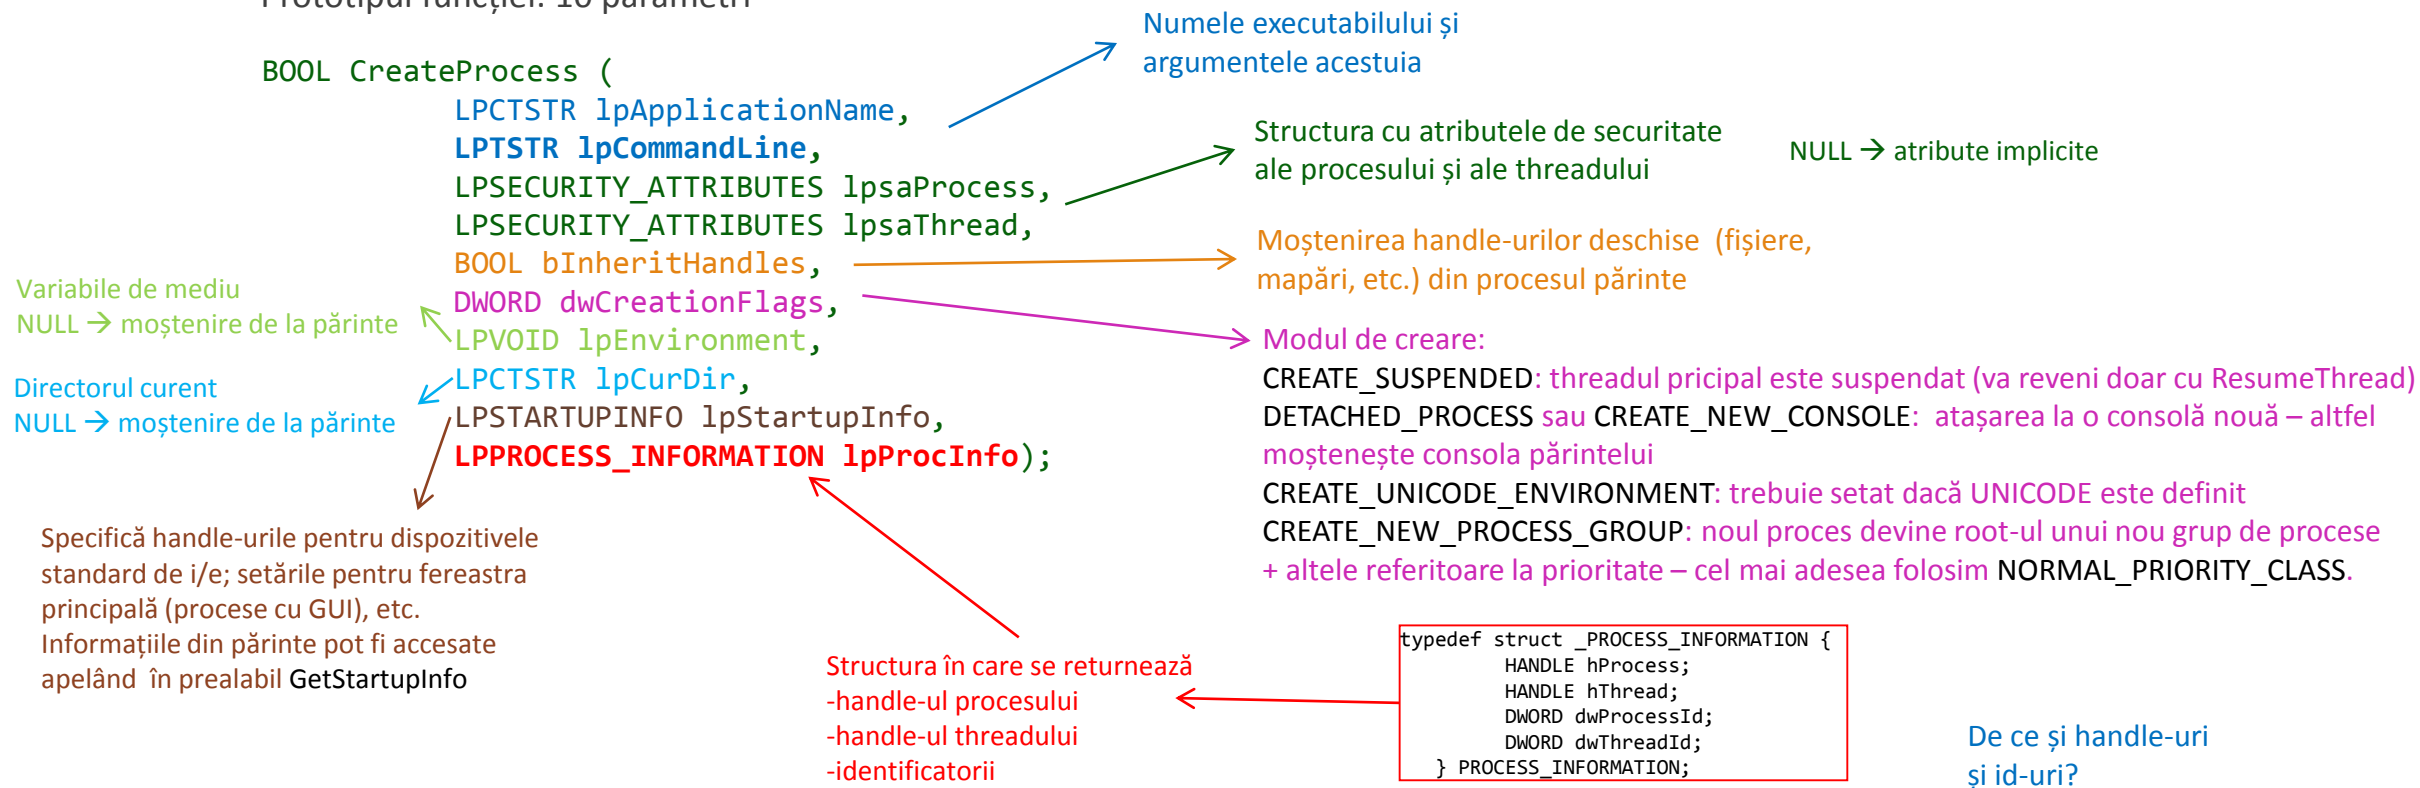 Prototipul funcției: 10 parametri
Numele executabilului și
argumentele acestuia
BOOL CreateProcess (
LPCTSTR lpApplicationName,
LPTSTR lpCommandLine,
LPSECURITY_ATTRIBUTES lpsaProcess,
LPSECURITY_ATTRIBUTES lpsaThread,
BOOL bInheritHandles,
DWORD dwCreationFlags,
LPVOID lpEnvironment,
LPCTSTR lpCurDir,
LPSTARTUPINFO lpStartupInfo,
LPPROCESS_INFORMATION lpProcInfo);
Structura cu atributele de securitate
ale procesului și ale threadului
NULL → atribute implicite
Moștenirea handle-urilor deschise (fișiere,
mapări, etc.) din procesul părinte
Variabile de mediu
NULL → moștenire de la părinte
Directorul curent
NULL → moștenire de la părinte
Modul de creare:
CREATE_SUSPENDED: threadul pricipal este suspendat (va reveni doar cu ResumeThread)
DETACHED_PROCESS sau CREATE_NEW_CONSOLE: atașarea la o consolă nouă – altfel
moștenește consola părintelui
CREATE_UNICODE_ENVIRONMENT: trebuie setat dacă UNICODE este definit
CREATE_NEW_PROCESS_GROUP: noul proces devine root-ul unui nou grup de procese
+ altele referitoare la prioritate – cel mai adesea folosim NORMAL_PRIORITY_CLASS.
Specifică handle-urile pentru dispozitivele
standard de i/e; setările pentru fereastra
principală (procese cu GUI), etc.
Informațiile din părinte pot fi accesate
apelând în prealabil GetStartupInfo
Structura în care se returnează
-handle-ul procesului
-handle-ul threadului
-identificatorii
typedef struct _PROCESS_INFORMATION {
HANDLE hProcess;
HANDLE hThread;
DWORD dwProcessId;
DWORD dwThreadId;
} PROCESS_INFORMATION;
De ce și handle-uri
și id-uri?